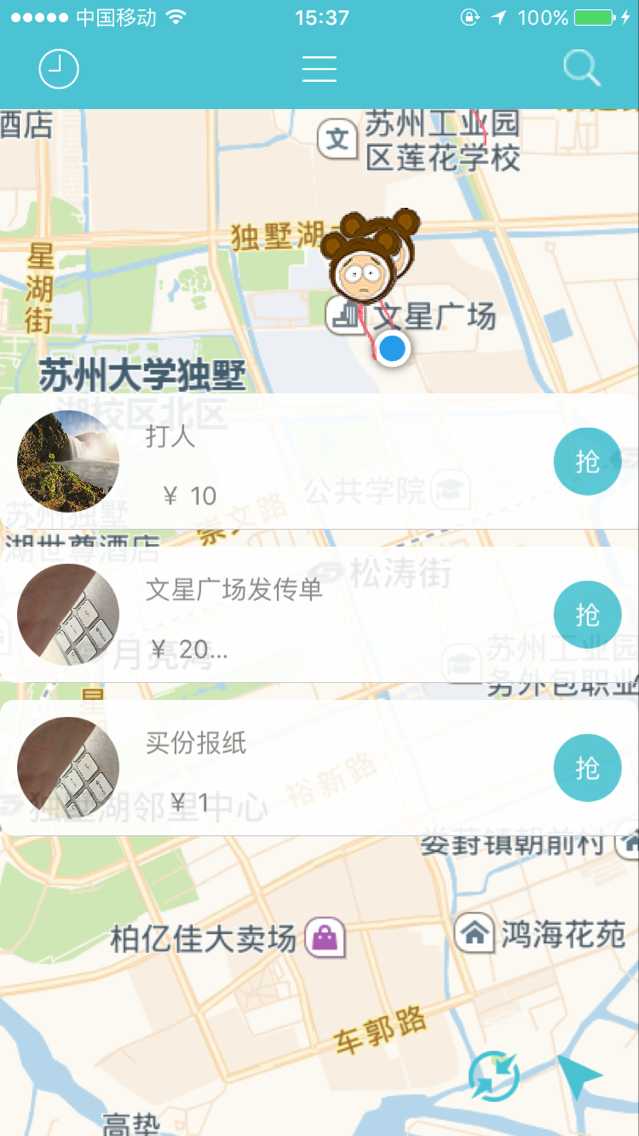 中国移动
15:37
100%
酒店
文
苏州工业园
区莲花学校
独墅湖
星
湖
街
文星广场
苏州大学独墅
湖校区北区
打人
¥ 10
抢
公共学院
苏州独墅
湖世尊酒店
文星广场发传单
¥ 20...
抢
松涛街
月亮湾
苏州工业园
务外包职业
星
买份报纸
¥ 1
抢
裕新路
独墅湖邻里中心
娄葑镇朝前村
柏亿佳大卖场
鸿海花苑
车郭路
高垫